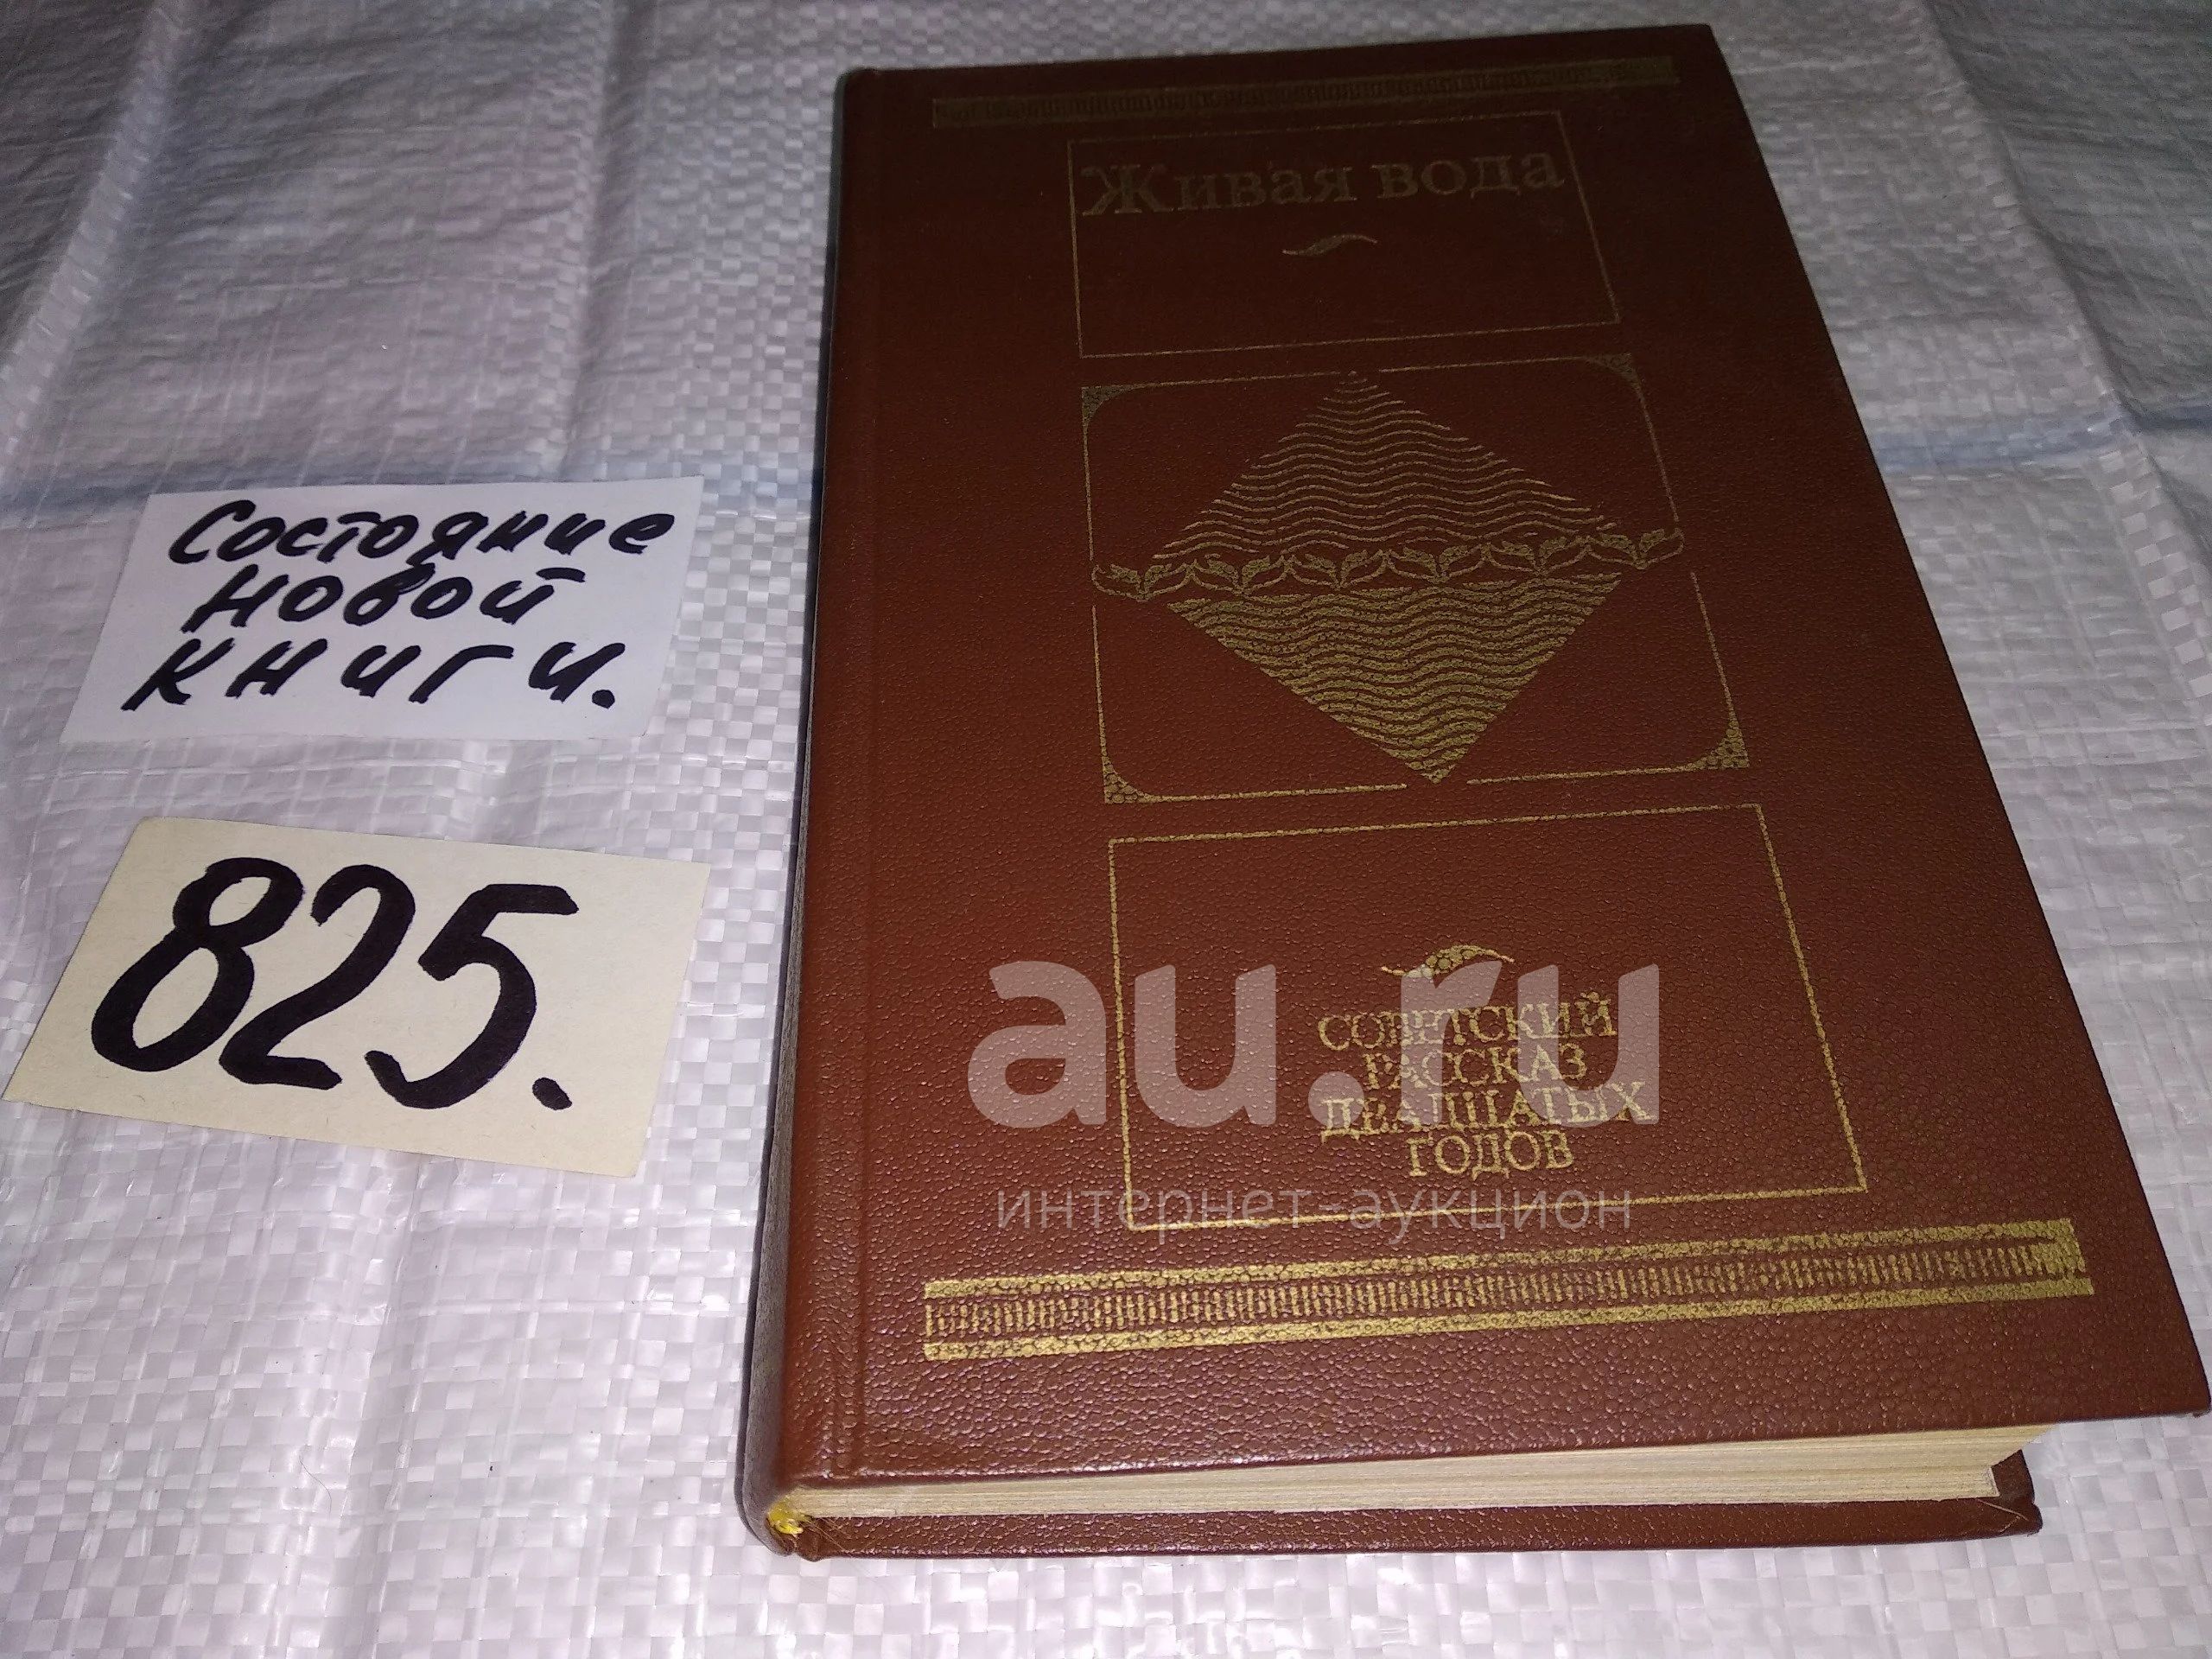 Живая вода
Состояние
новой
книги.
825.
СОВЕТСКИЙ
РАССКАЗ
ДВАДЦАТЫХ
ГОДОВ
au.ru
интернет-аукцион